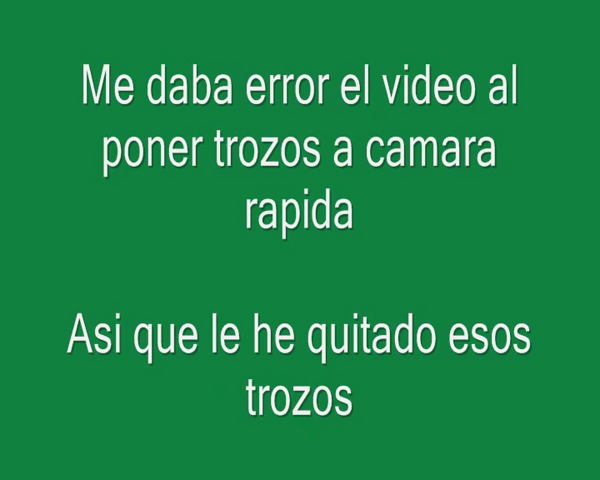 Me daba error el video al
poner trozos a camara
rapida
Asi que le he quitado esos
trozos